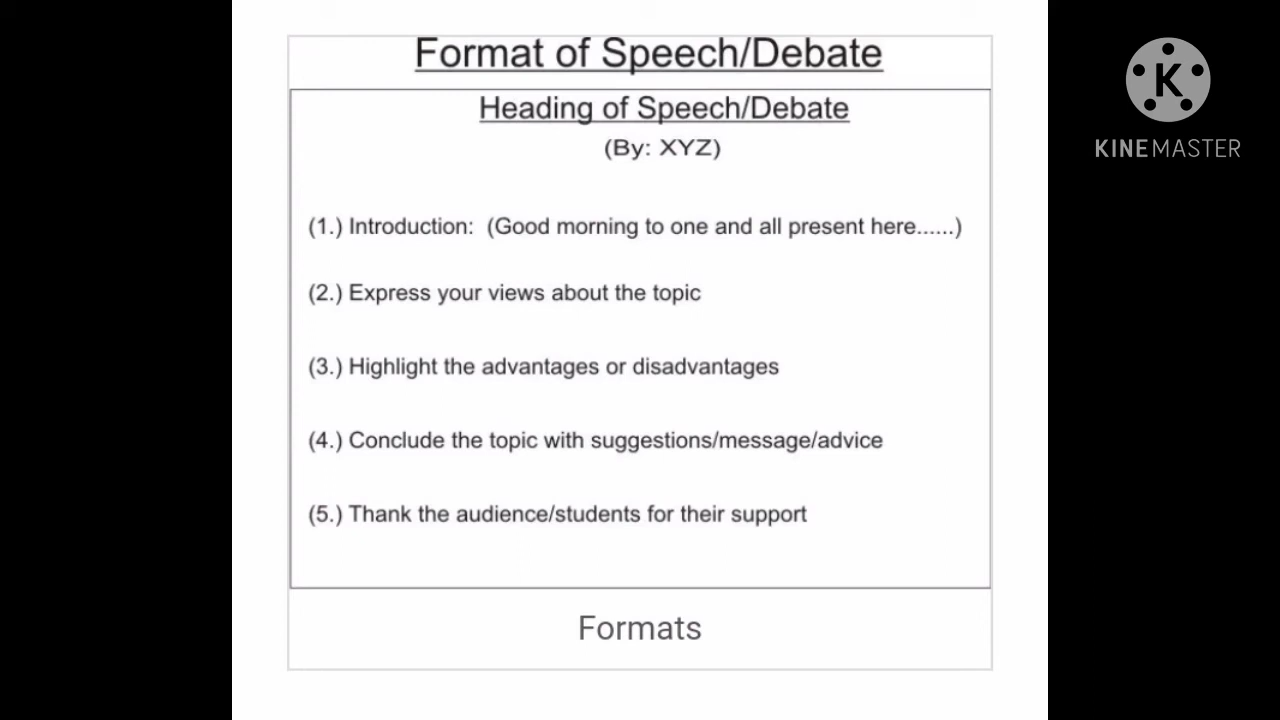 Format of Speech/Debate
Heading of Speech/Debate
(By: XYZ)
(1.) Introduction:  (Good morning to one and all present here......)
(2.) Express your views about the topic
(3.) Highlight the advantages or disadvantages
(4.) Conclude the topic with suggestions/message/advice
(5.) Thank the audience/students for their support
Formats
K
KINEMASTER